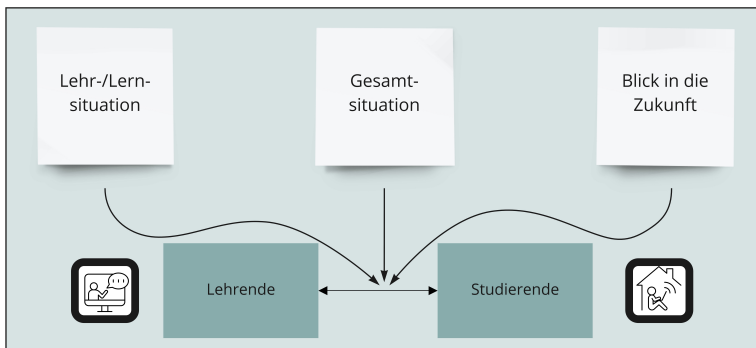 Lehr-/Lern-
situation
Gesamt-
situation
Blick in die
Zukunft
Lehrende
Studierende